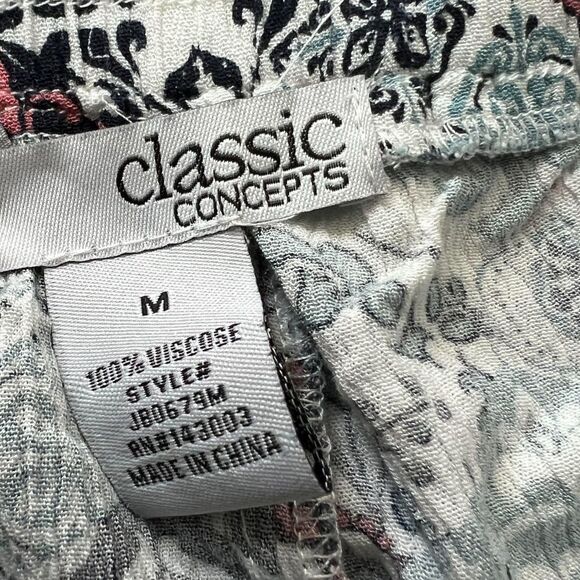 classic
CONCEPTS
M
100% VISCOSE
STYLE#
JB0679M
RN#143003
MADE IN CHINA